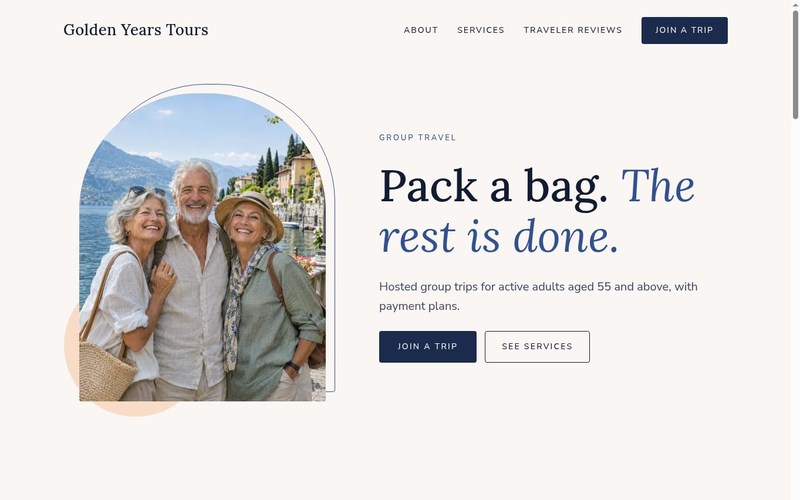 Golden Years Tours
ABOUT
SERVICES
TRAVELER REVIEWS
JOIN A TRIP
GROUP TRAVEL
Pack a bag. The
rest is done.
Hosted group trips for active adults aged 55 and above, with
payment plans.
JOIN A TRIP
SEE SERVICES